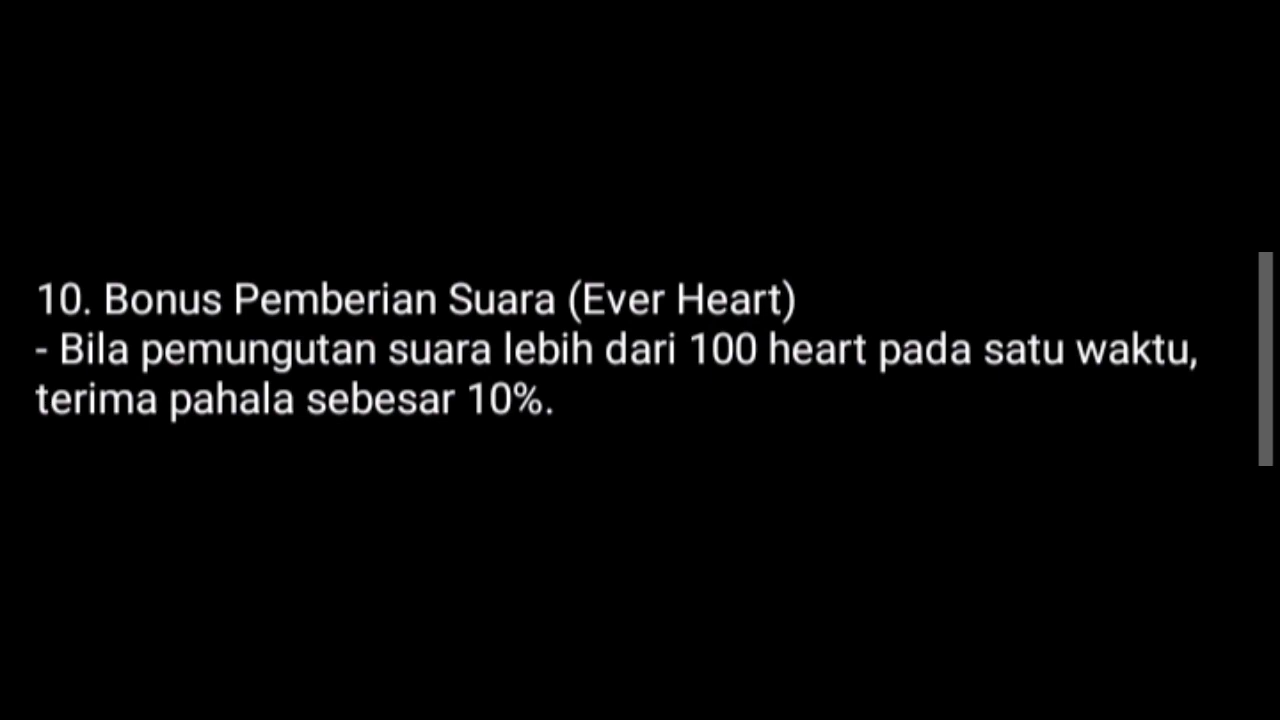 10. Bonus Pemberian Suara (Ever Heart)
- Bila pemungutan suara lebih dari 100 heart pada satu waktu,
terima pahala sebesar 10%.